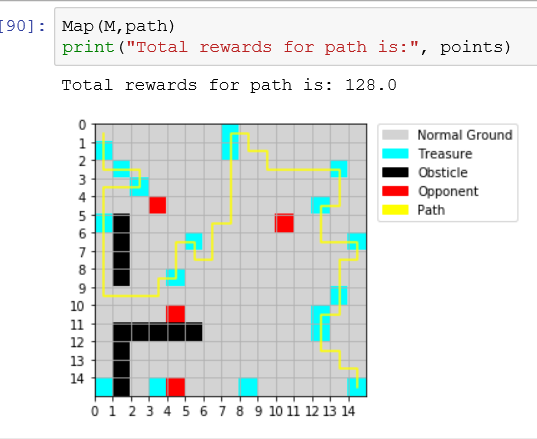 [90]: Map(M,path)
print("Total rewards for path is:", points)
Total rewards for path is: 128.0
0
1
2
3
4
5
6
7
8
9
10
11
12
13
14
0 1 2 3 4 5 6 7 8 9 10 11 12 13 14
Normal Ground
Treasure
Obsticle
Opponent
Path